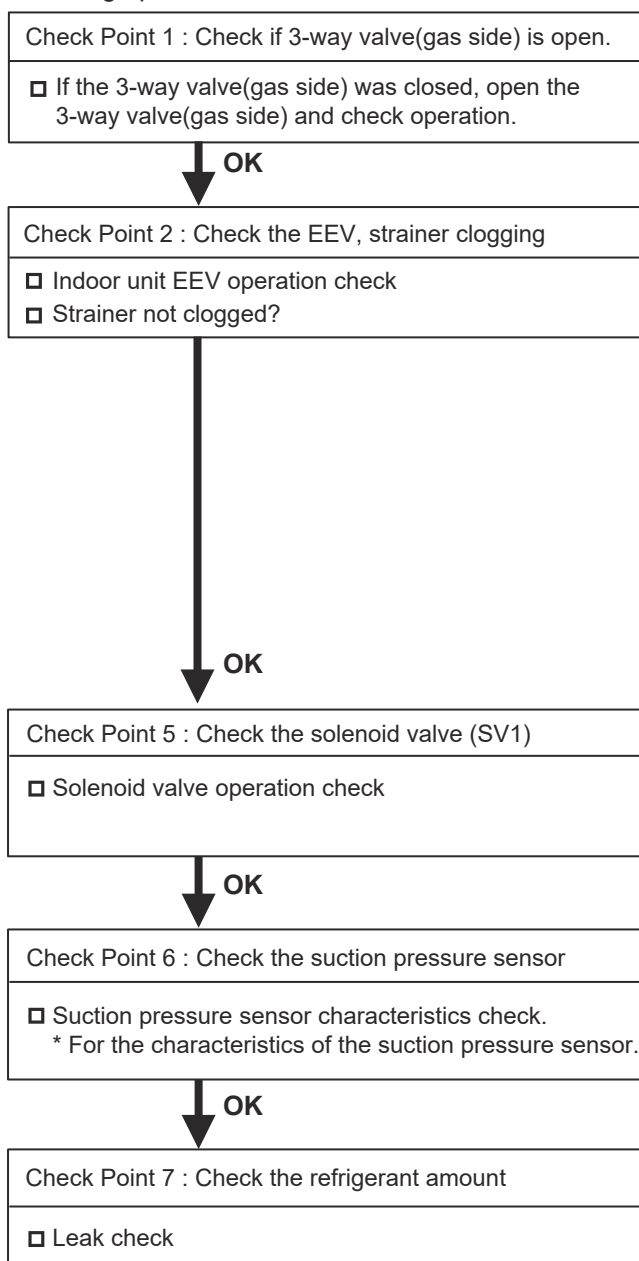 Check Point 1 : Check if 3-way valve(gas side) is open.
If the 3-way valve(gas side) was closed, open the
3-way valve(gas side) and check operation.
OK
Check Point 2 : Check the EEV, strainer clogging
Indoor unit EEV operation check
Strainer not clogged?
OK
Check Point 5 : Check the solenoid valve (SV1)
Solenoid valve operation check
OK
Check Point 6 : Check the suction pressure sensor
Suction pressure sensor characteristics check.
* For the characteristics of the suction pressure sensor.
OK
Check Point 7 : Check the refrigerant amount
Leak check